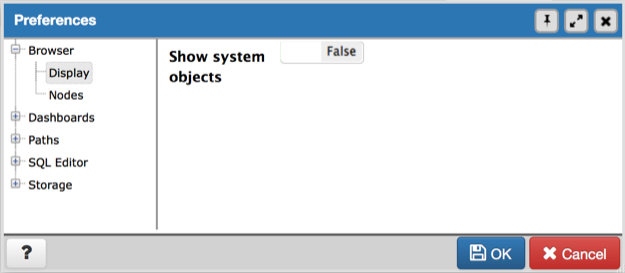 Preferences
Browser
Display
Nodes
Dashboards
Paths
SQL Editor
Storage
Show system
objects
False
?
OK
Cancel